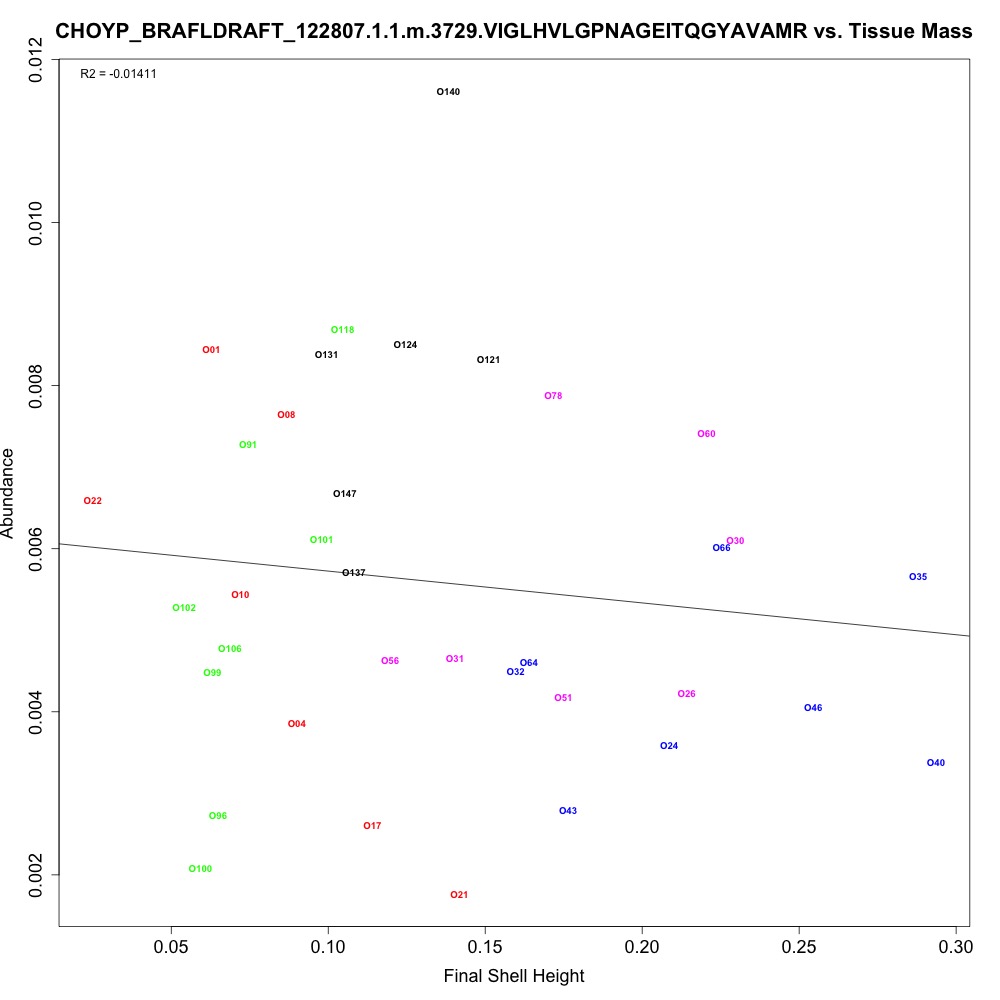 CHOYP_BRAFLDRAFT_122807.1.1.m.3729.VIGLHVLGPNAGEITQGYAVAMR vs. Tissue Mass
R2 = -0.01411
0.012
O140
0.010
O118
O124
O01
O131
O121
0.008
O78
O08
O60
O91
O147
O22
O101
O30
0.006
O66
O137
O35
O10
O102
O106
O31
O56
O64
O99
O32
O26
O51
0.004
O46
O04
O24
O40
O43
O96
O17
0.002
O100
O21
Abundance
0.05 0.10 0.15 0.20 0.25 0.30
Final Shell Height